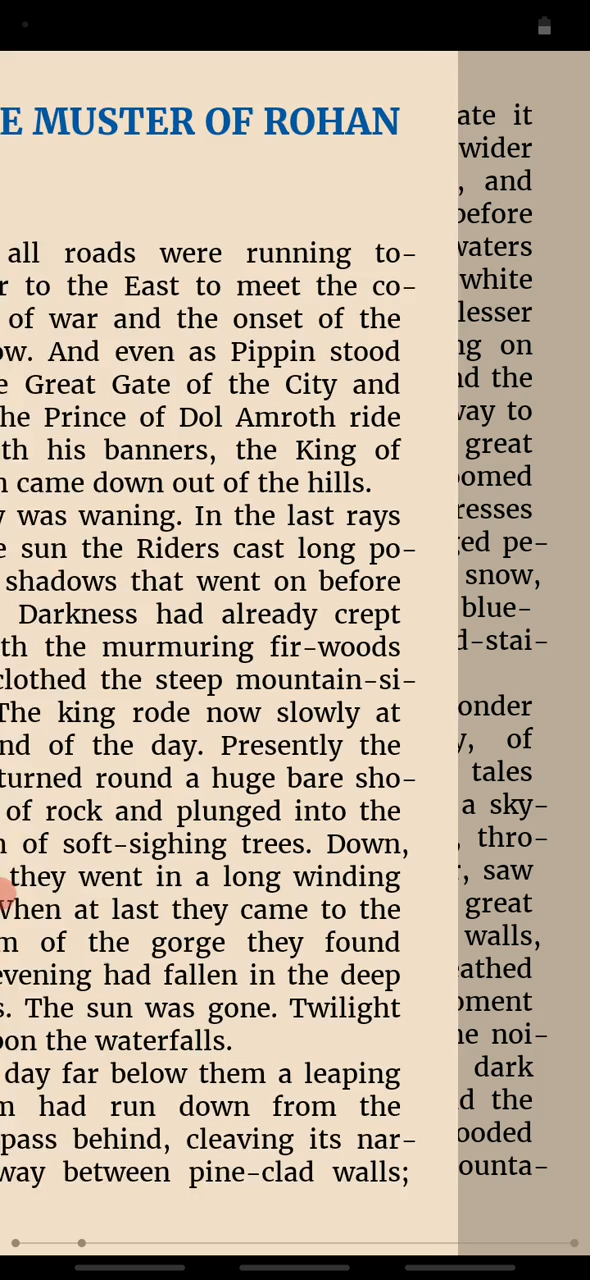 E MUSTER OF ROHAN
all roads were running to-
r to the East to meet the co-
of war and the onset of the
ow. And even as Pippin stood
e Great Gate of the City and
he Prince of Dol Amroth ride
th his banners, the King of
n came down out of the hills.
y was waning. In the last rays
e sun the Riders cast long po-
shadows that went on before
Darkness had already crept
th the murmuring fir-woods
clothed the steep mountain-si-
The king rode now slowly at
nd of the day. Presently the
turned round a huge bare sho-
of rock and plunged into the
n of soft-sighing trees. Down,
they went in a long winding
When at last they came to the
m of the gorge they found
evening had fallen in the deep
s. The sun was gone. Twilight
pon the waterfalls.
day far below them a leaping
m had run down from the
pass behind, cleaving its nar-
way between pine-clad walls;
ate it
wider
, and
before
waters
white
lesser
ng on
nd the
way to
great
oomed
resses
ged pe-
snow,
blue-
d-stai-
onder
y, of
tales
a sky-
, thro-
r, saw
great
walls,
eathed
oment
he noi-
dark
d the
ooded
ounta-